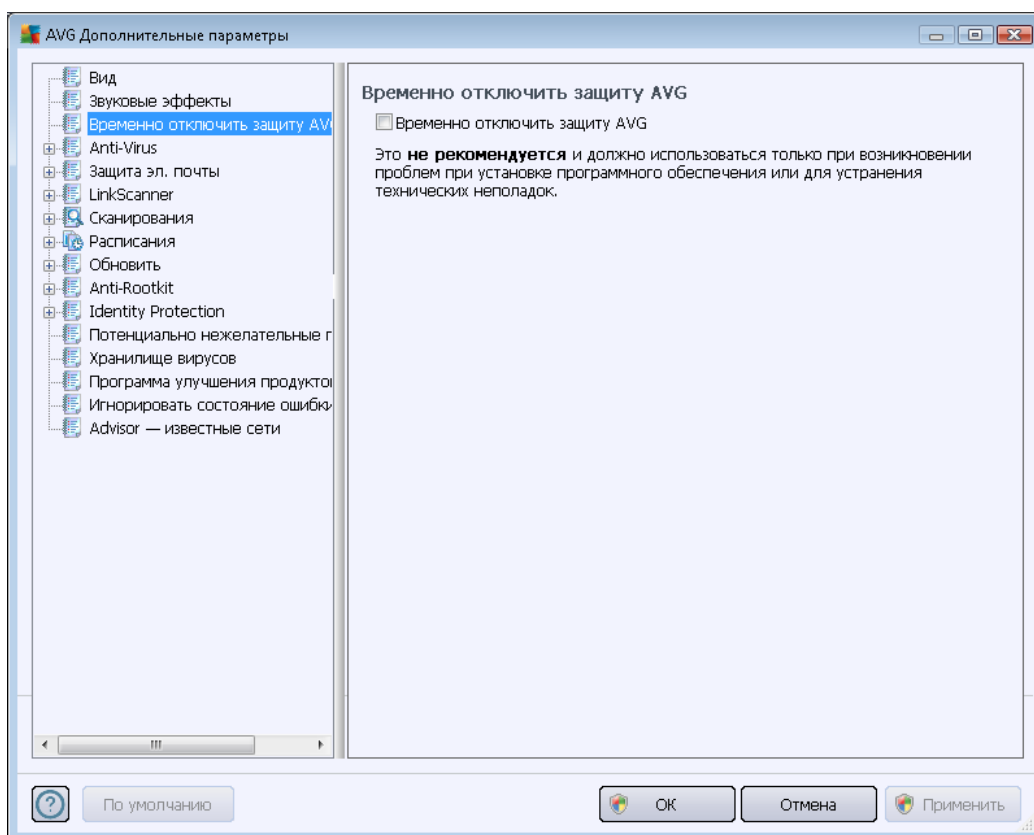 AVG Дополнительные параметры
Вид
Звуковые эффекты
Временно отключить защиту AV
Anti-Virus
Защита эл. почты
LinkScanner
Сканирования
Расписания
Обновить
Anti-Rootkit
Identity Protection
Потенциально нежелательные
Хранилище вирусов
Программа улучшения
Игнорировать состояние
Advisor — известные сети
Временно отключить защиту AVG
Временно отключить защиту AVG
Это не рекомендуется и должно использоваться только при возникновении
проблем при установке программного обеспечения или для устранения
технических неполадок.
?
По умолчанию
ОК
Отмена
Применить